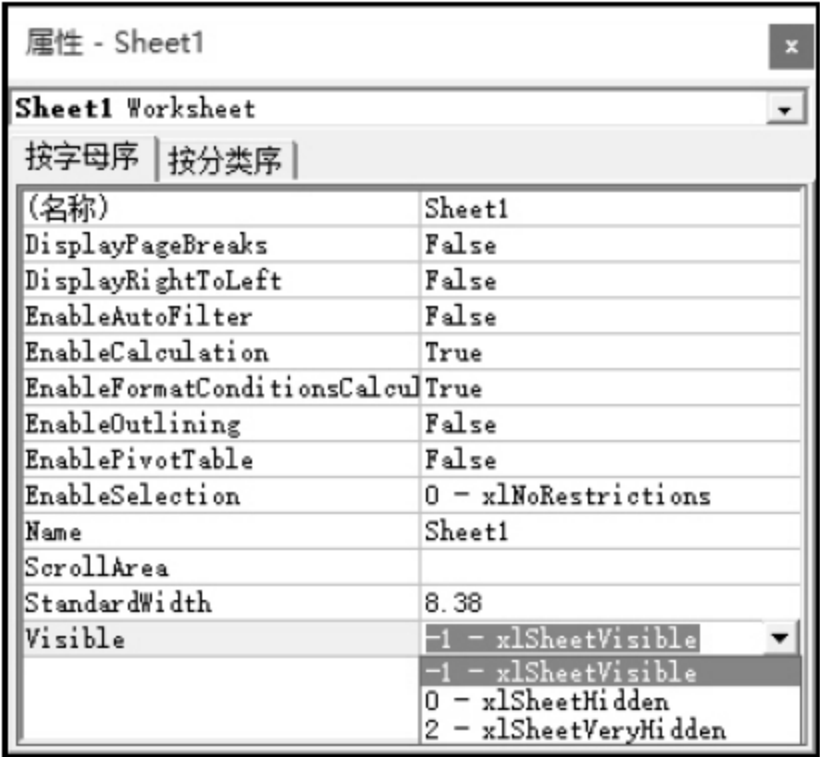 属性 - Sheet1
x
Sheet1 Worksheet
按字母序 按分类序
(名称) Sheet1
DisplayPageBreaks False
DisplayRightToLeft False
EnableAutoFilter False
EnableCalculation True
EnableFormatConditionsCalcul True
EnableOutlining False
EnablePivotTable False
EnableSelection 0 - xlNoRestrictions
Name Sheet1
ScrollArea
StandardWidth 8.38
Visible -1 - xlSheetVisible
-1 - xlSheetVisible
0 - xlSheetHidden
2 - xlSheetVeryHidden